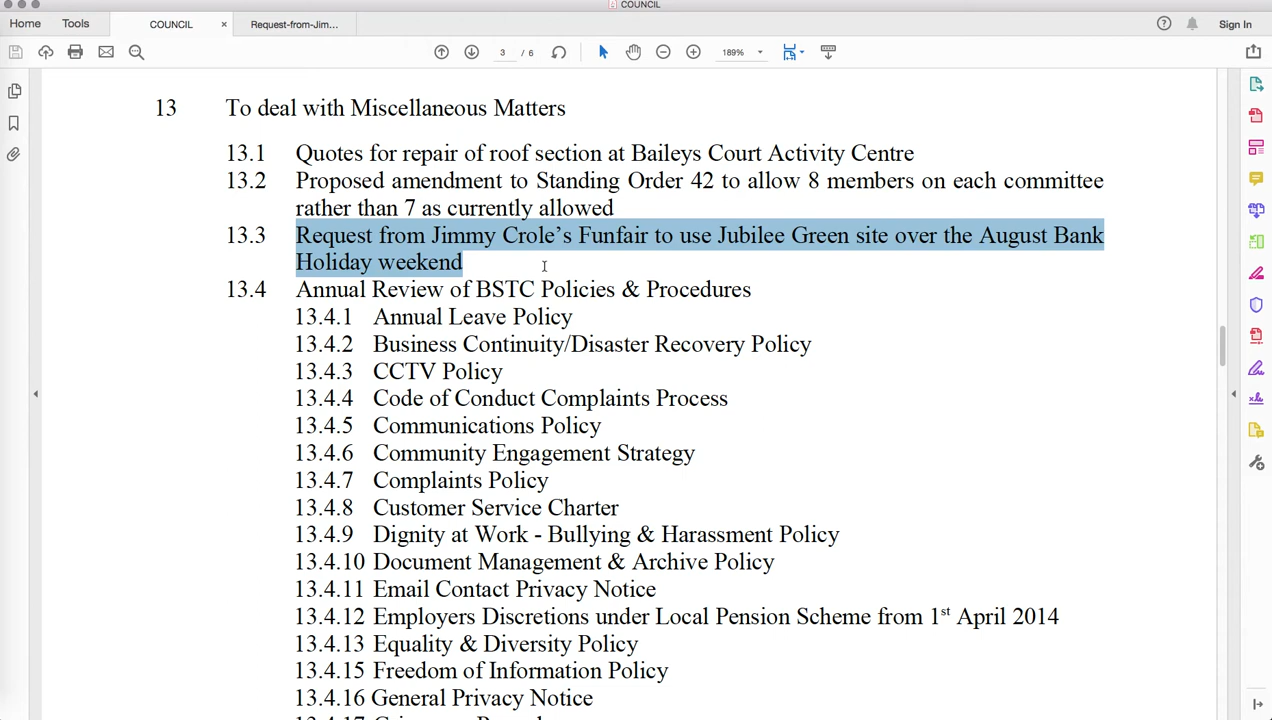 COUNCIL
Home Tools COUNCIL × Request-from-Jim... Sign In
3 / 6 189%
13 To deal with Miscellaneous Matters
13.1 Quotes for repair of roof section at Baileys Court Activity Centre
13.2 Proposed amendment to Standing Order 42 to allow 8 members on each committee
rather than 7 as currently allowed
13.3 Request from Jimmy Crole’s Funfair to use Jubilee Green site over the August Bank
Holiday weekend
13.4 Annual Review of BSTC Policies & Procedures
13.4.1 Annual Leave Policy
13.4.2 Business Continuity/Disaster Recovery Policy
13.4.3 CCTV Policy
13.4.4 Code of Conduct Complaints Process
13.4.5 Communications Policy
13.4.6 Community Engagement Strategy
13.4.7 Complaints Policy
13.4.8 Customer Service Charter
13.4.9 Dignity at Work - Bullying & Harassment Policy
13.4.10 Document Management & Archive Policy
13.4.11 Email Contact Privacy Notice
13.4.12 Employers Discretions under Local Pension Scheme from 1st April 2014
13.4.13 Equality & Diversity Policy
13.4.15 Freedom of Information Policy
13.4.16 General Privacy Notice